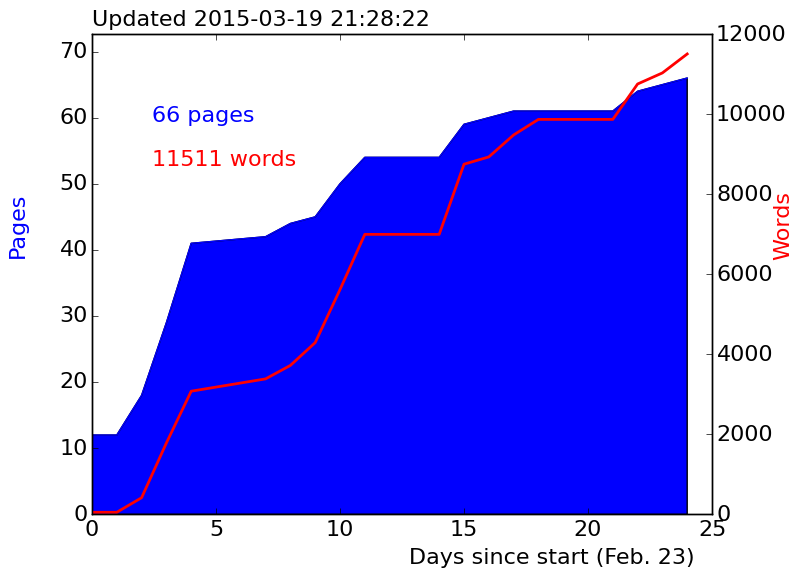 Updated 2015-03-19 21:28:22
66 pages
11511 words
Pages
70
60
50
40
30
20
10
0
Words
12000
10000
8000
6000
4000
2000
0
0 5 10 15 20 25
Days since start (Feb. 23)